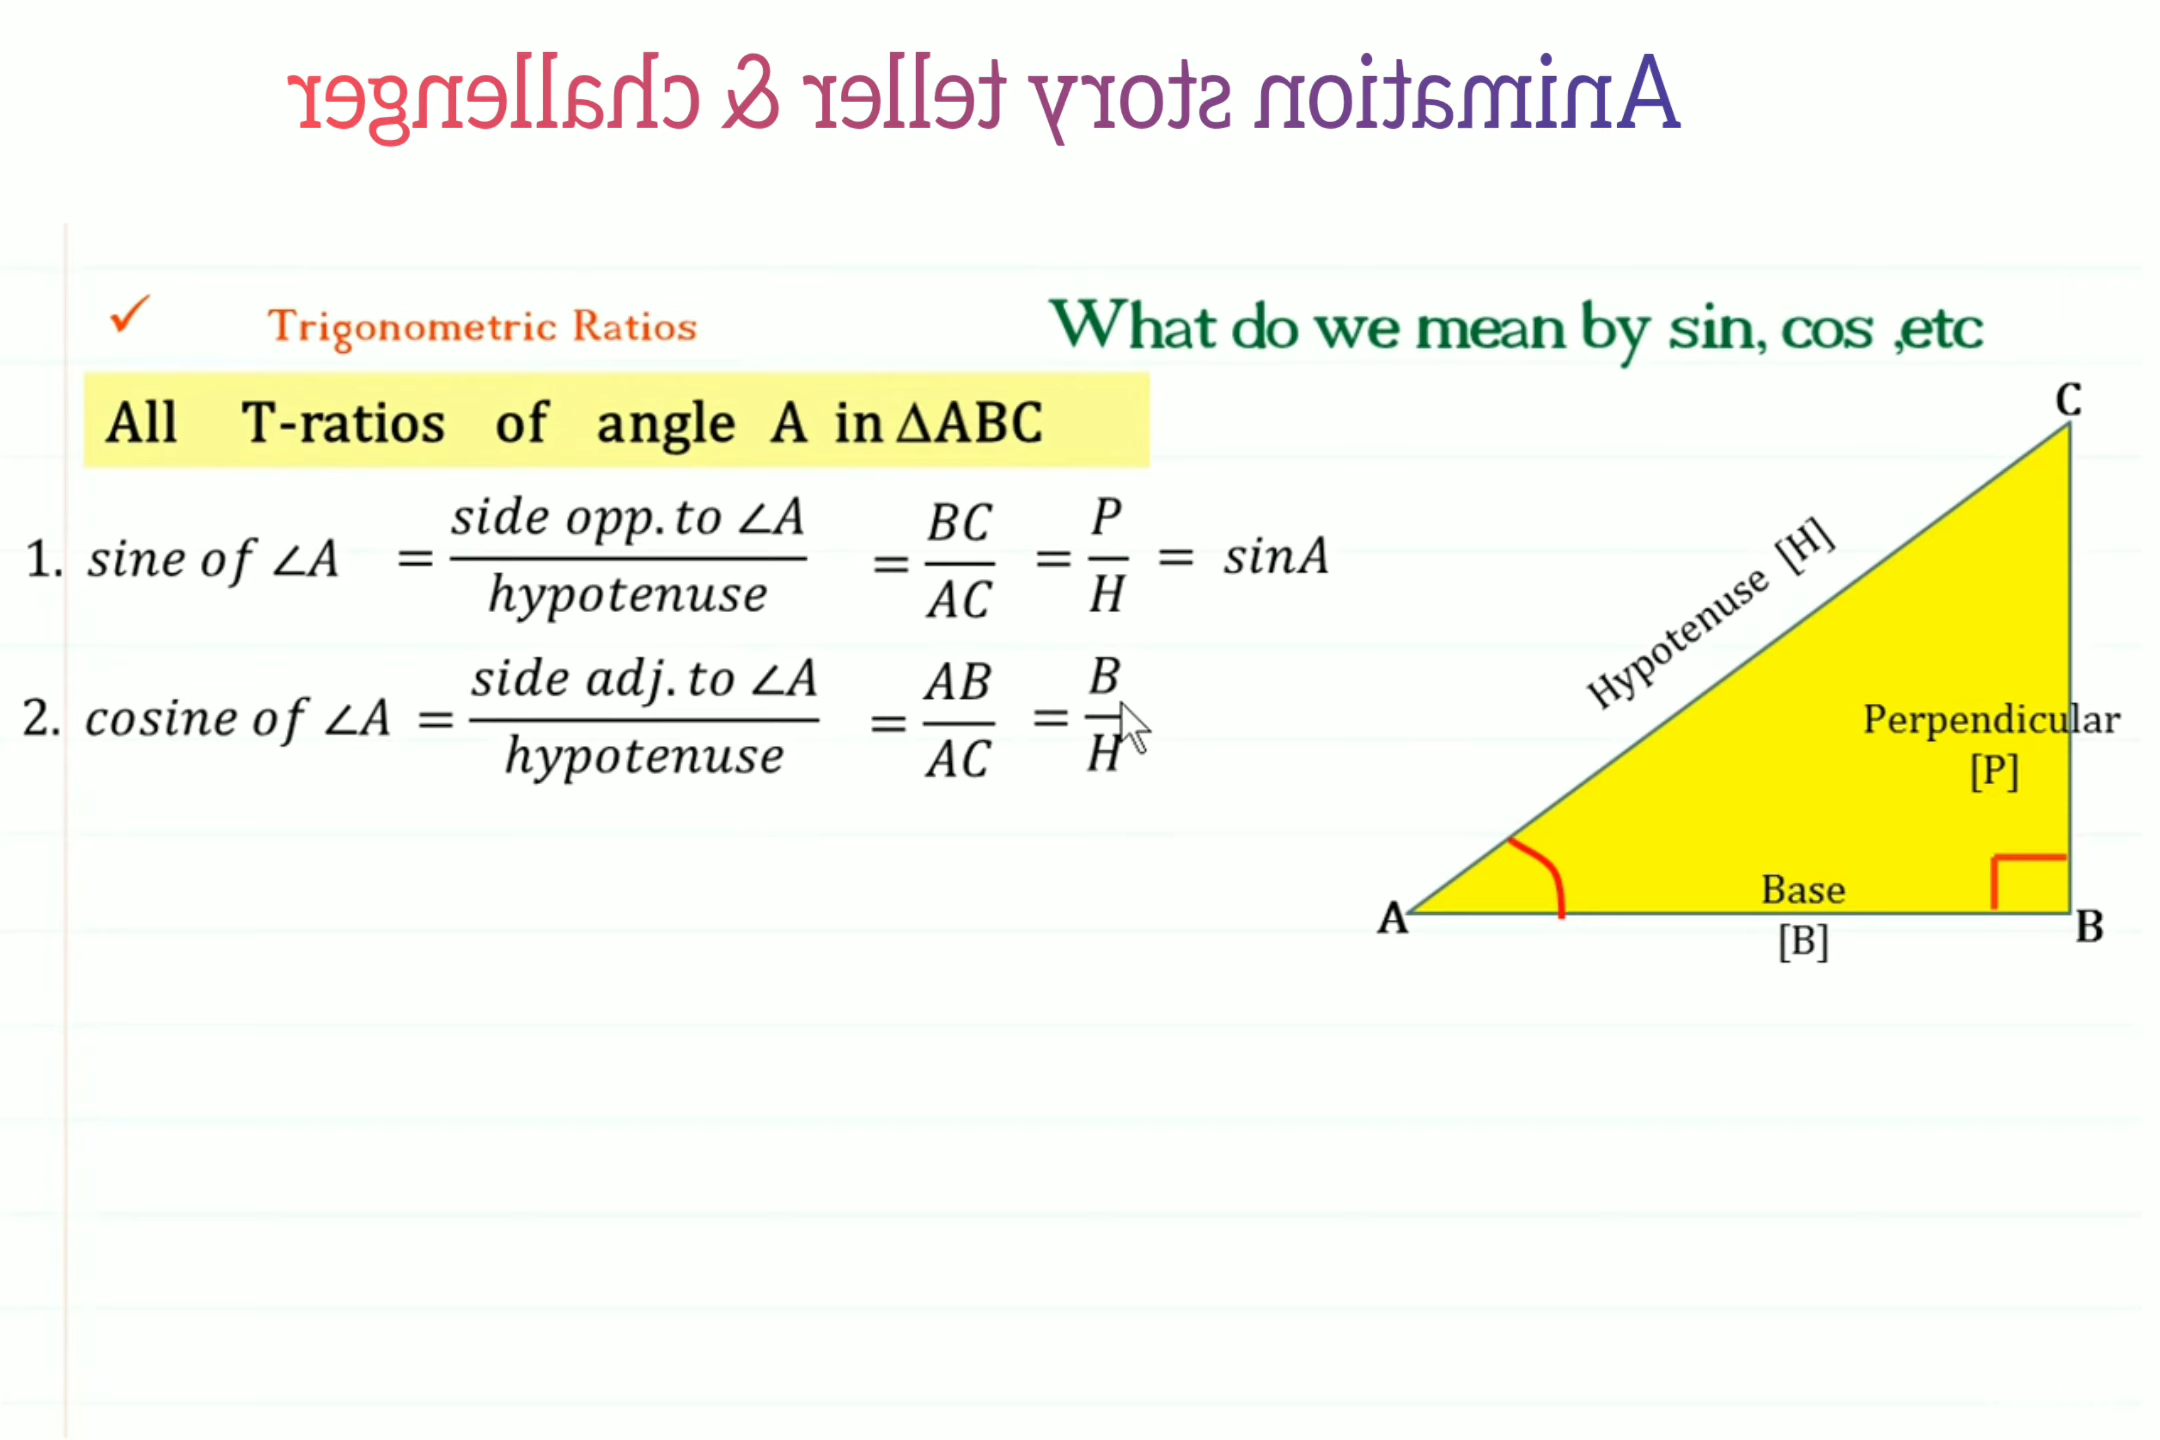 Animation story teller & challenger
✓ Trigonometric Ratios
What do we mean by sin, cos ,etc
All T-ratios of angle A in ΔABC
1. sine of ∠A = side opp. to ∠A / hypotenuse = BC / AC = P / H = sinA
2. cosine of ∠A = side adj. to ∠A / hypotenuse = AB / AC = B / H
C
Hypotenuse [H]
Perpendicular
[P]
A
Base
[B]
B